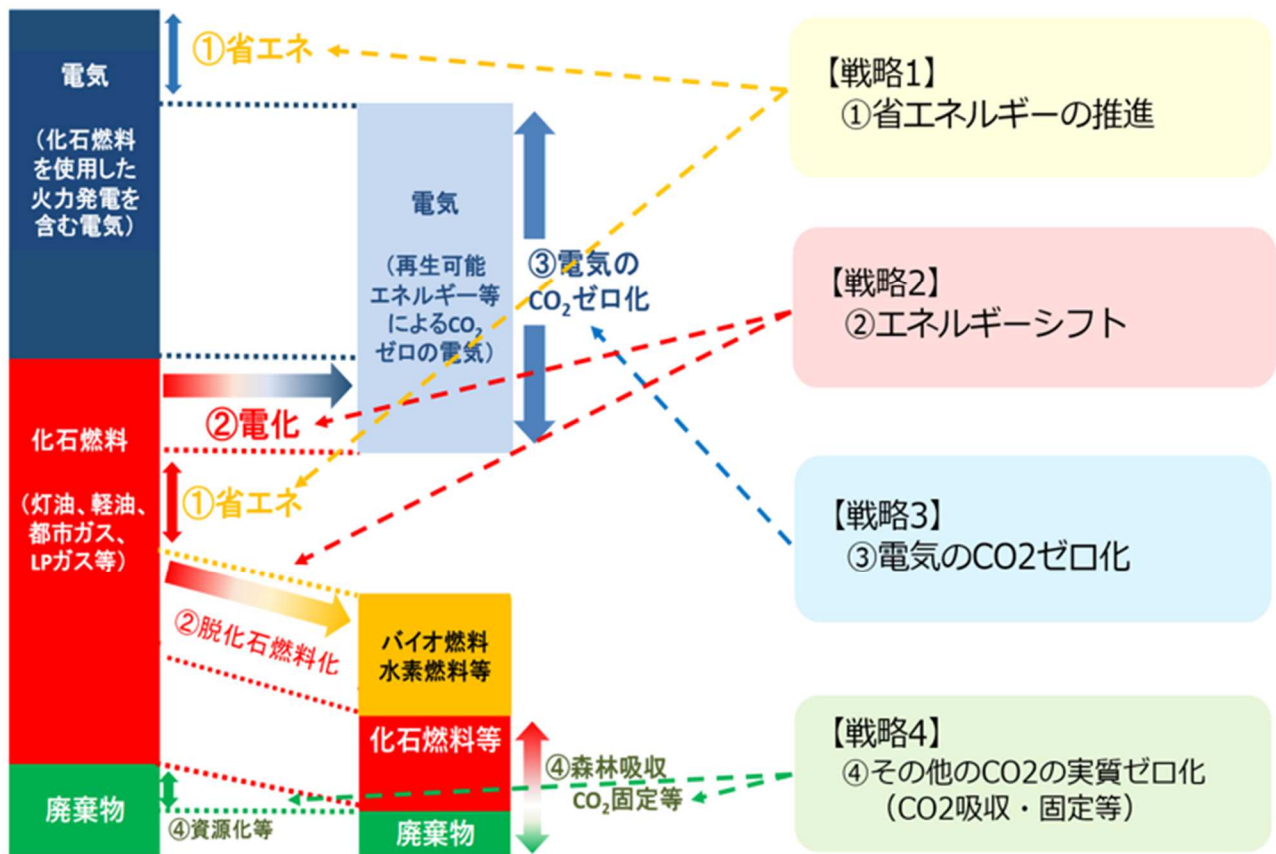 電気
（化石燃料
を使用した
火力発電を
含む電気）
①省エネ
化石燃料
（灯油、軽油、
都市ガス、
LPガス等）
②電化
①省エネ
②脱化石燃料化
廃棄物
④資源化等
電気
（再生可能
エネルギー等
によるCO₂
ゼロの電気）
③電気の
CO₂ゼロ化
バイオ燃料
水素燃料等
化石燃料等
廃棄物
④森林吸収
CO₂固定等
【戦略1】
①省エネルギーの推進
【戦略2】
②エネルギーシフト
【戦略3】
③電気のCO2ゼロ化
【戦略4】
④その他のCO2の実質ゼロ化
（CO2吸収・固定等）